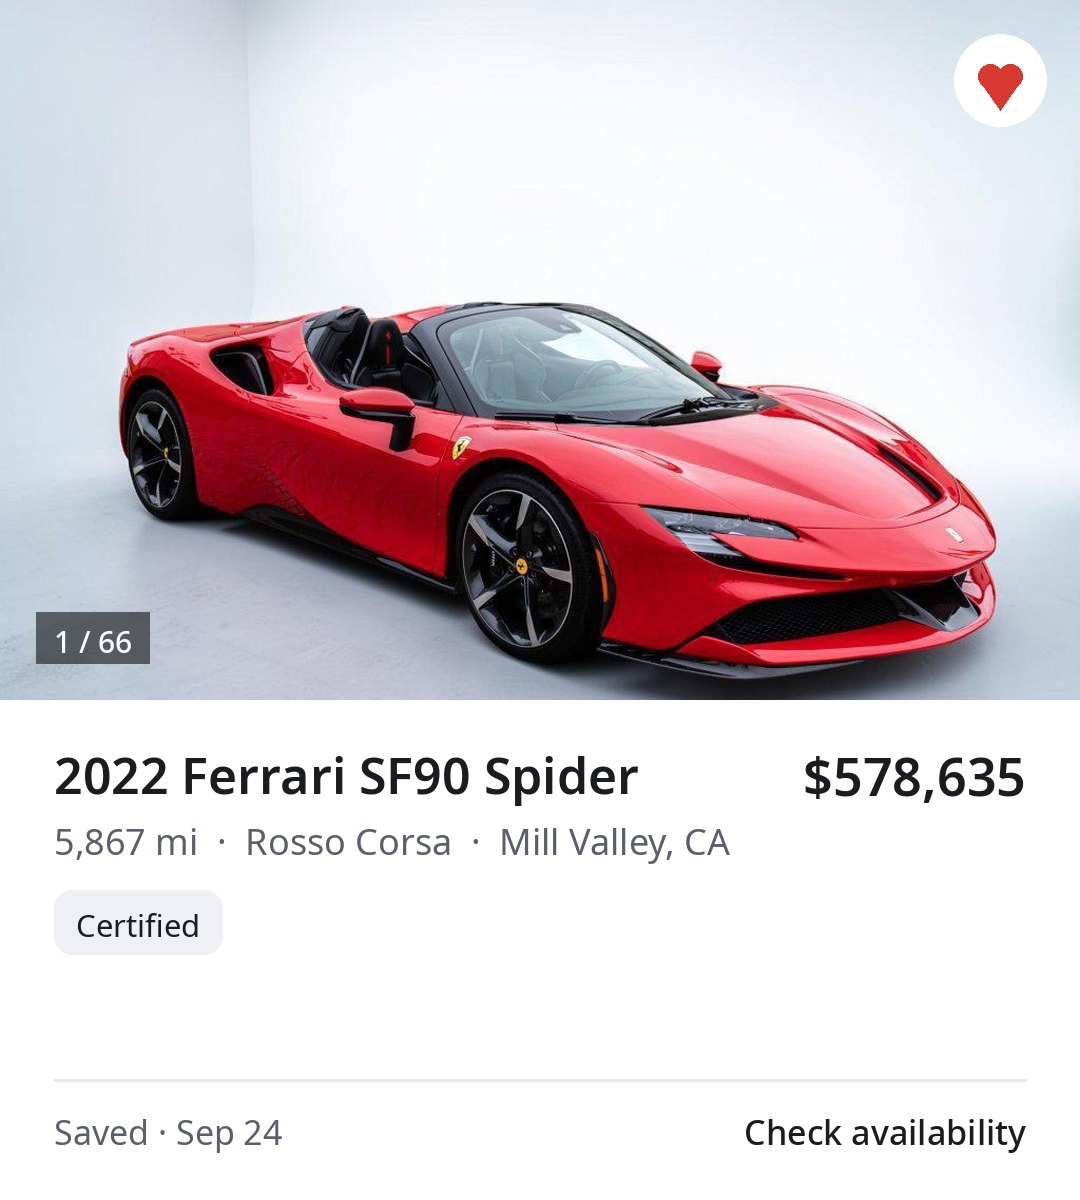 1 / 66
2022 Ferrari SF90 Spider $578,635
5,867 mi · Rosso Corsa · Mill Valley, CA
Certified
Saved · Sep 24 Check availability